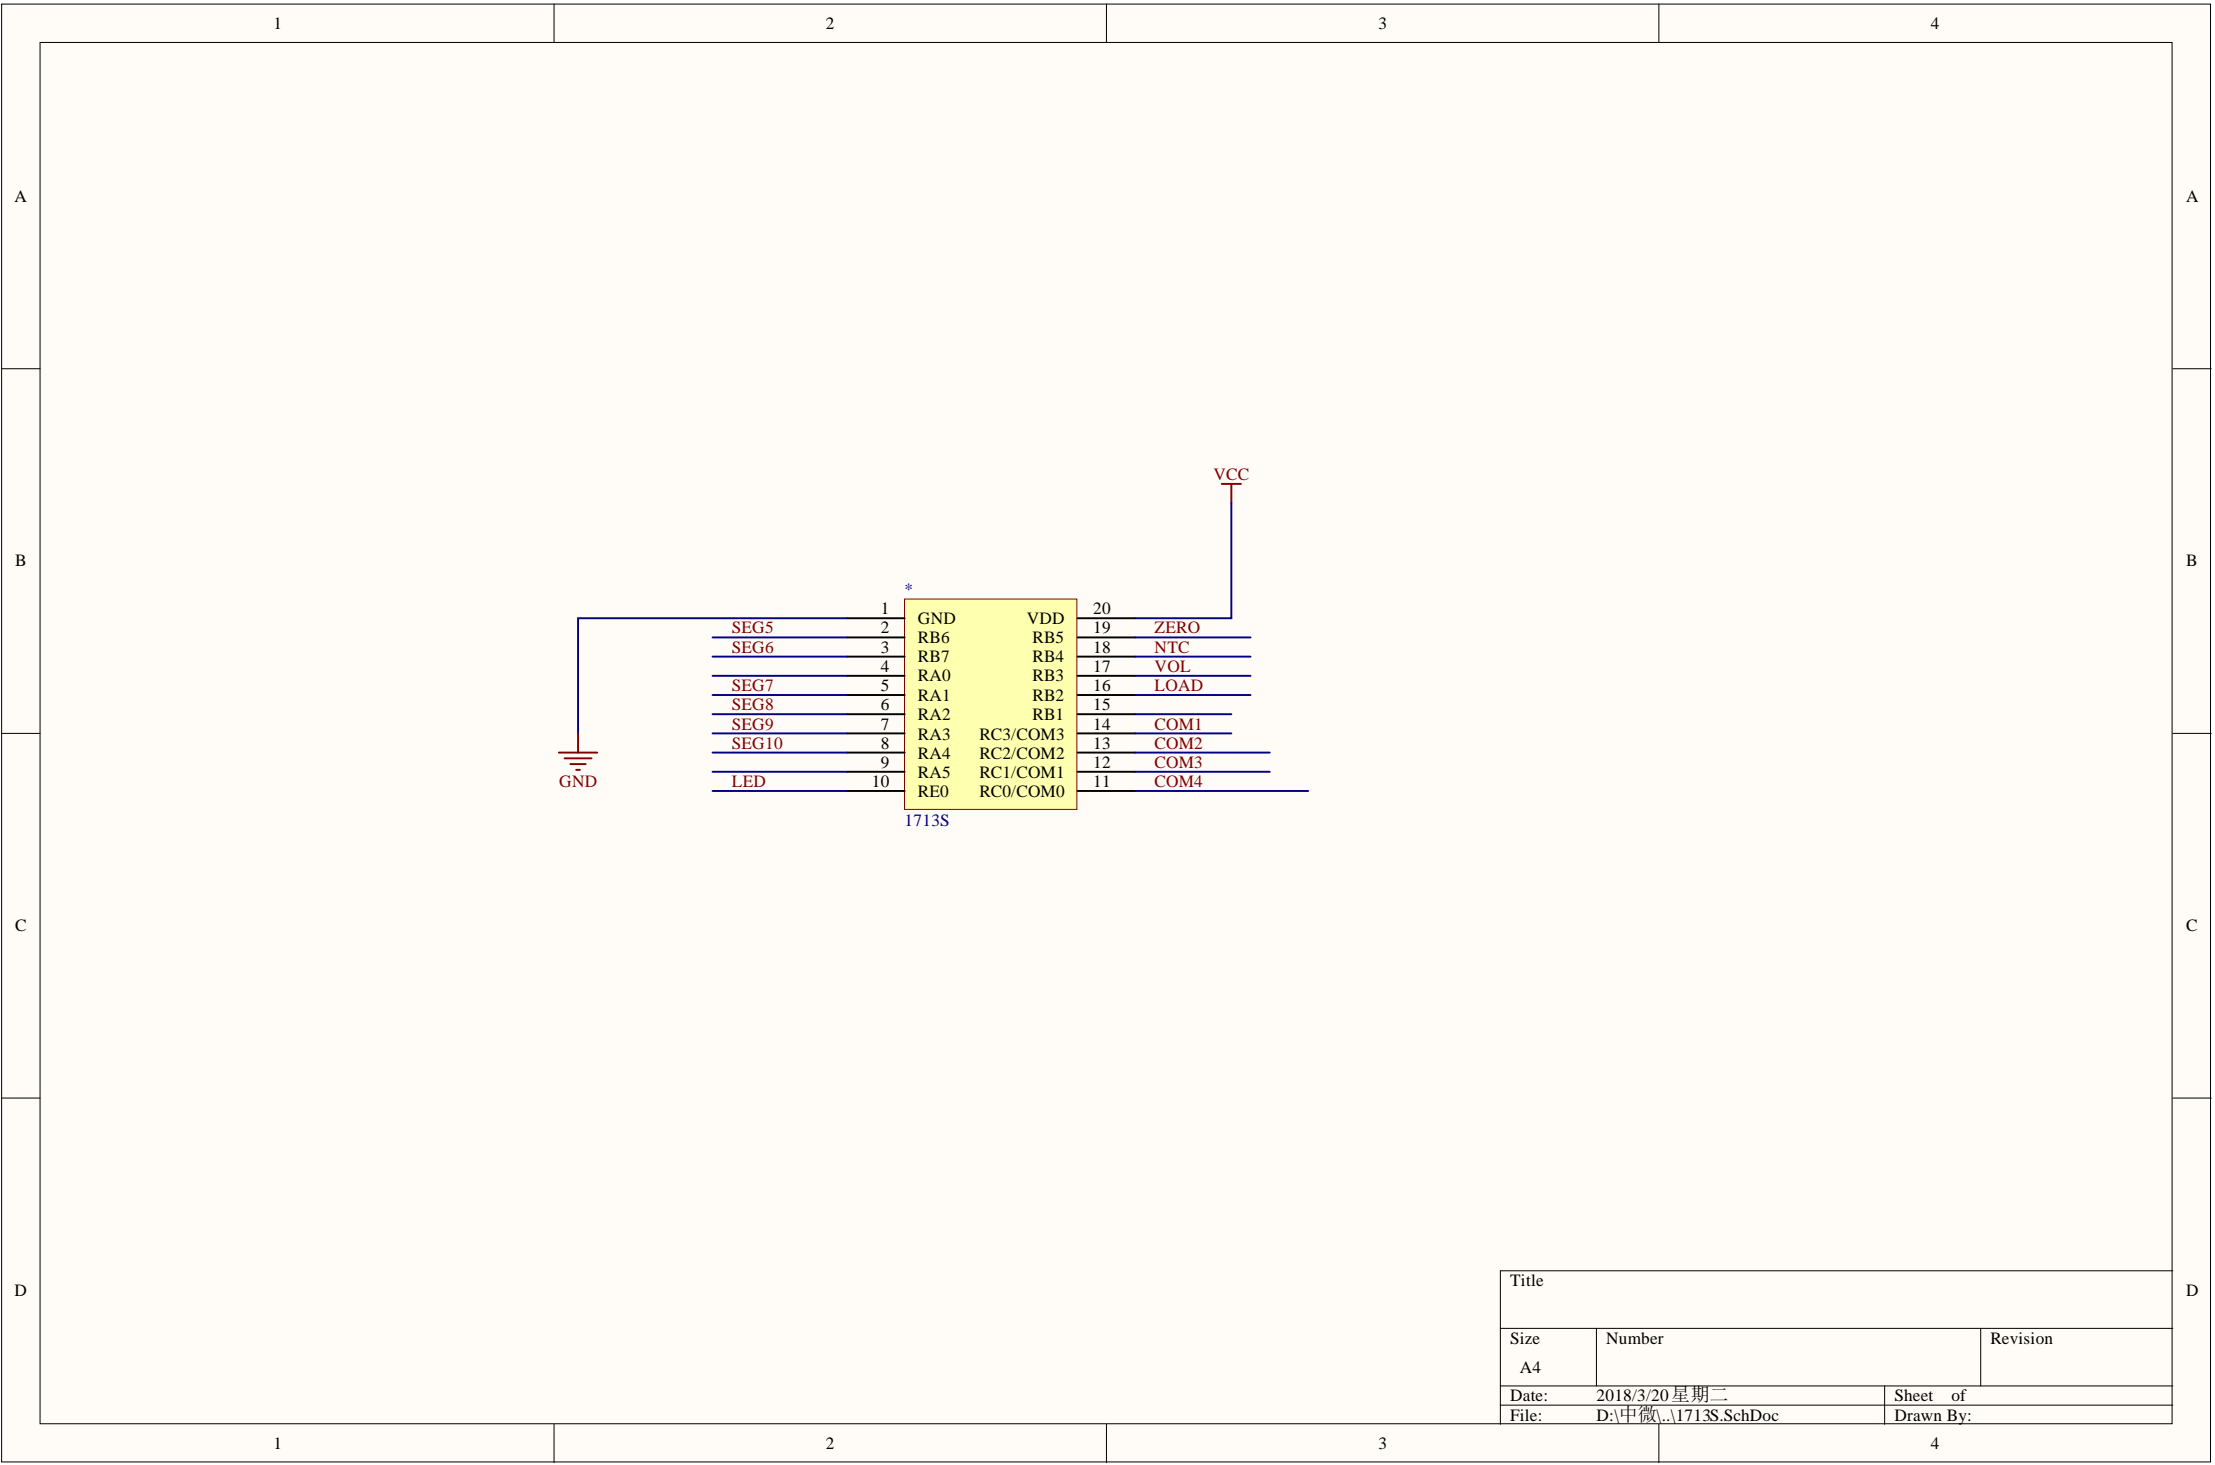 1 2 3 4
A A
VCC
B B
*
1 GND VDD 20
SEG5 2 RB6 RB5 19 ZERO
SEG6 3 RB7 RB4 18 NTC
4 RA0 RB3 17 VOL
SEG7 5 RA1 RB2 16 LOAD
SEG8 6 RA2 RB1 15
SEG9 7 RA3 RC3/COM3 14 COM1
SEG10 8 RA4 RC2/COM2 13 COM2
9 RA5 RC1/COM1 12 COM3
LED 10 RE0 RC0/COM0 11 COM4
GND
1713S
C C
D D
Title
Size Number Revision
A4
Date: 2018/3/20 星期二 Sheet of
File: D:\中微\..\1713S.SchDoc Drawn By:
1 2 3 4